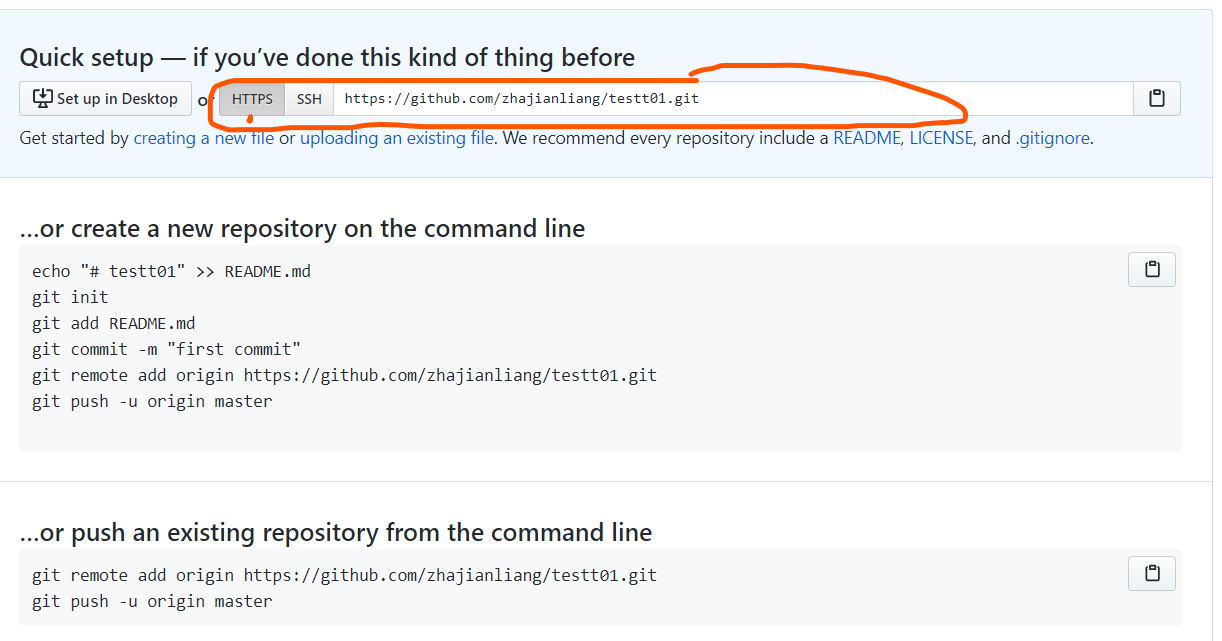 Quick setup — if you’ve done this kind of thing before
Set up in Desktop or HTTPS SSH https://github.com/zhajianliang/testt01.git
Get started by creating a new file or uploading an existing file. We recommend every repository include a README, LICENSE, and .gitignore.
…or create a new repository on the command line
echo "# testt01" >> README.md
git init
git add README.md
git commit -m "first commit"
git remote add origin https://github.com/zhajianliang/testt01.git
git push -u origin master
…or push an existing repository from the command line
git remote add origin https://github.com/zhajianliang/testt01.git
git push -u origin master